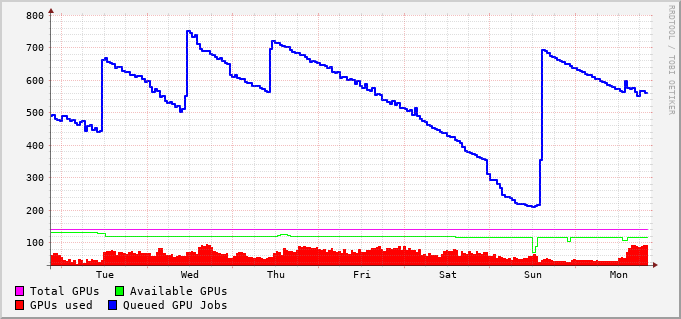 800
700
600
500
400
300
200
100
Tue Wed Thu Fri Sat Sun Mon
Total GPUs Available GPUs
GPUs used Queued GPU Jobs
RRDTOOL / TOBI OETIKER